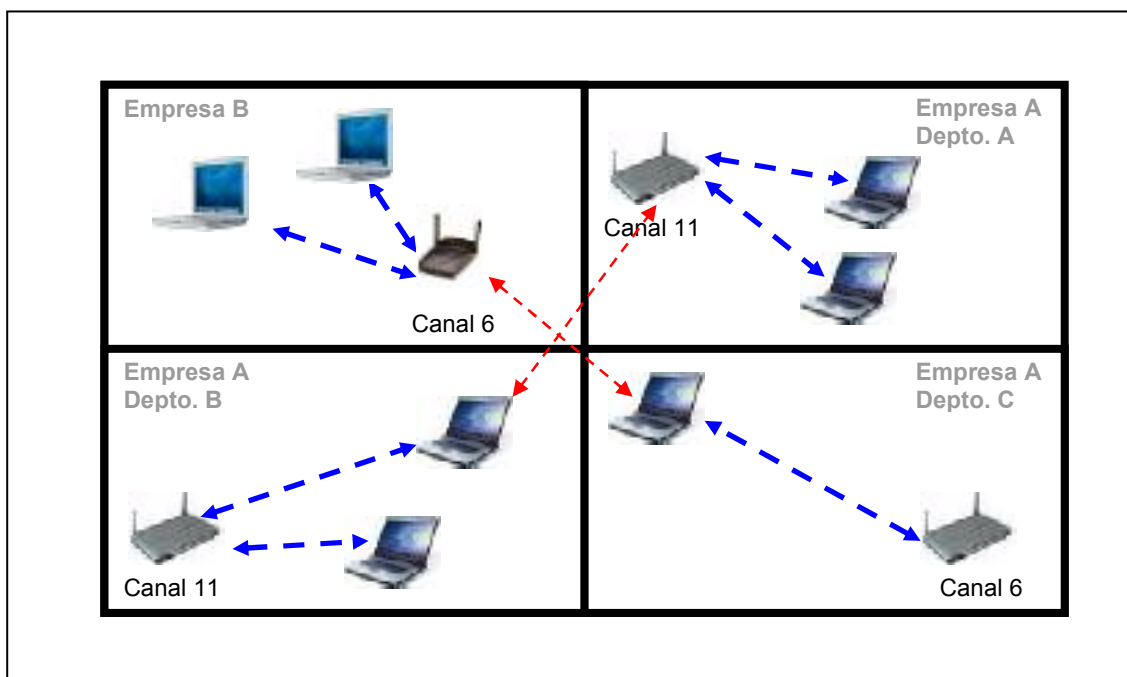 Empresa B
Canal 6
Empresa A
Depto. A
Canal 11
Empresa A
Depto. B
Canal 11
Empresa A
Depto. C
Canal 6